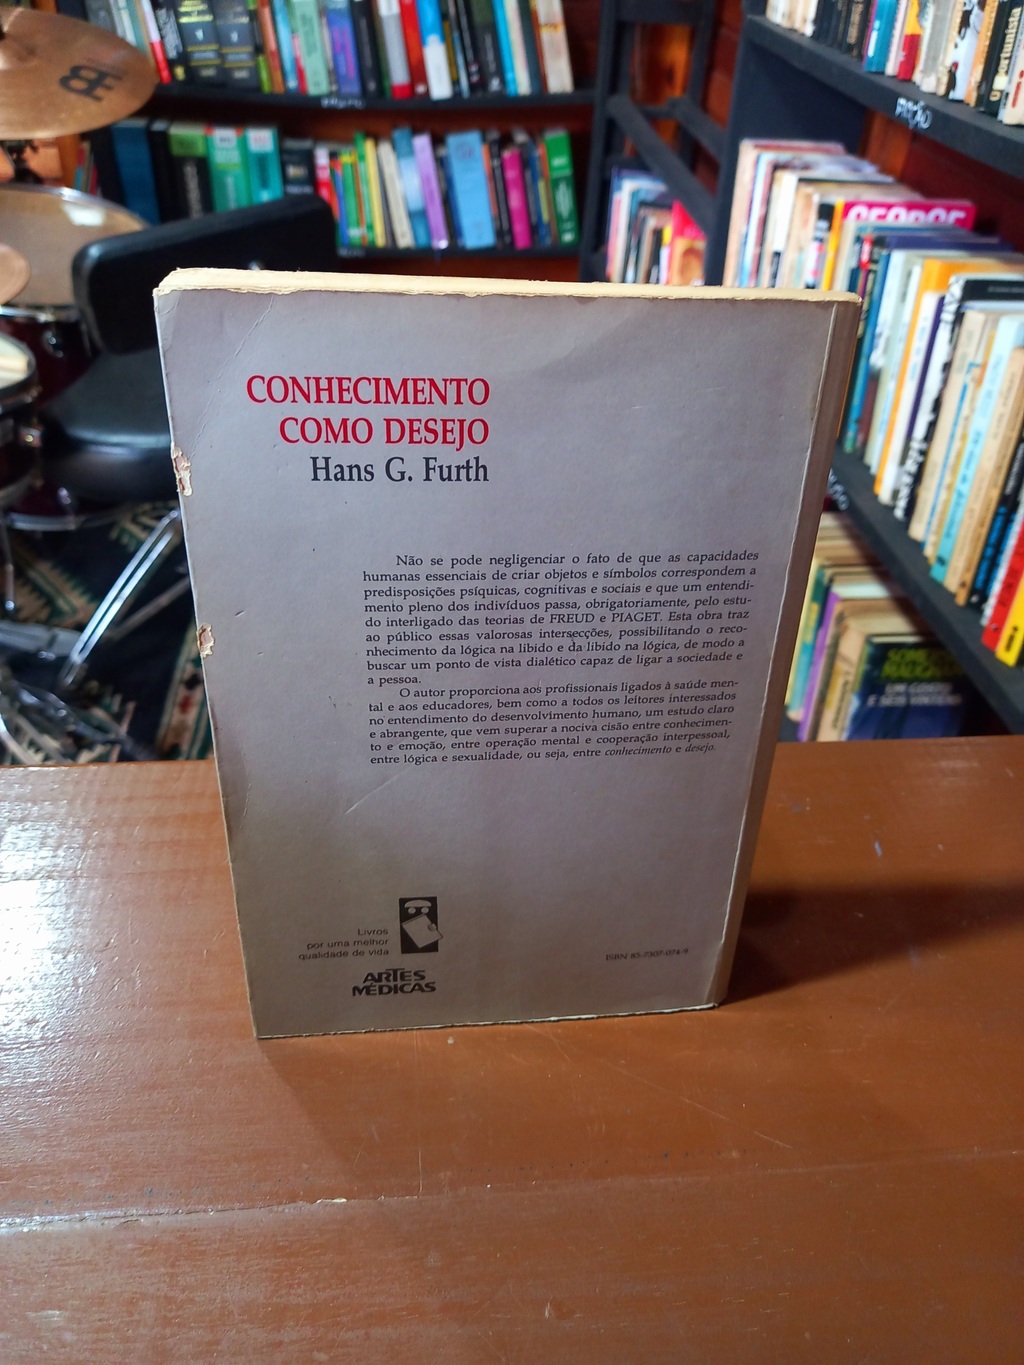 CONHECIMENTO
COMO DESEJO
Hans G. Furth
Não se pode negligenciar o fato de que as capacidades
humanas essenciais de criar objetos e símbolos correspondem a
predisposições psíquicas, cognitivas e sociais e que um entendi-
mento pleno dos indivíduos passa, obrigatoriamente, pelo estu-
do interligado das teorias de FREUD e PIAGET. Esta obra traz
ao público essas valorosas intersecções, possibilitando o reco-
nhecimento da lógica na libido e da libido na lógica, de modo a
buscar um ponto de vista dialético capaz de ligar a sociedade e
a pessoa.
O autor proporciona aos profissionais ligados à saúde men-
tal e aos educadores, bem como a todos os leitores interessados
no entendimento do desenvolvimento humano, um estudo claro
e abrangente, que vem superar a nociva cisão entre conhecimen-
to e emoção, entre operação mental e cooperação interpessoal,
entre lógica e sexualidade, ou seja, entre conhecimento e desejo.
Livros
por uma melhor
qualidade de vida
ARTES
MÉDICAS
ISBN 85-7307-074-9
GEORGE